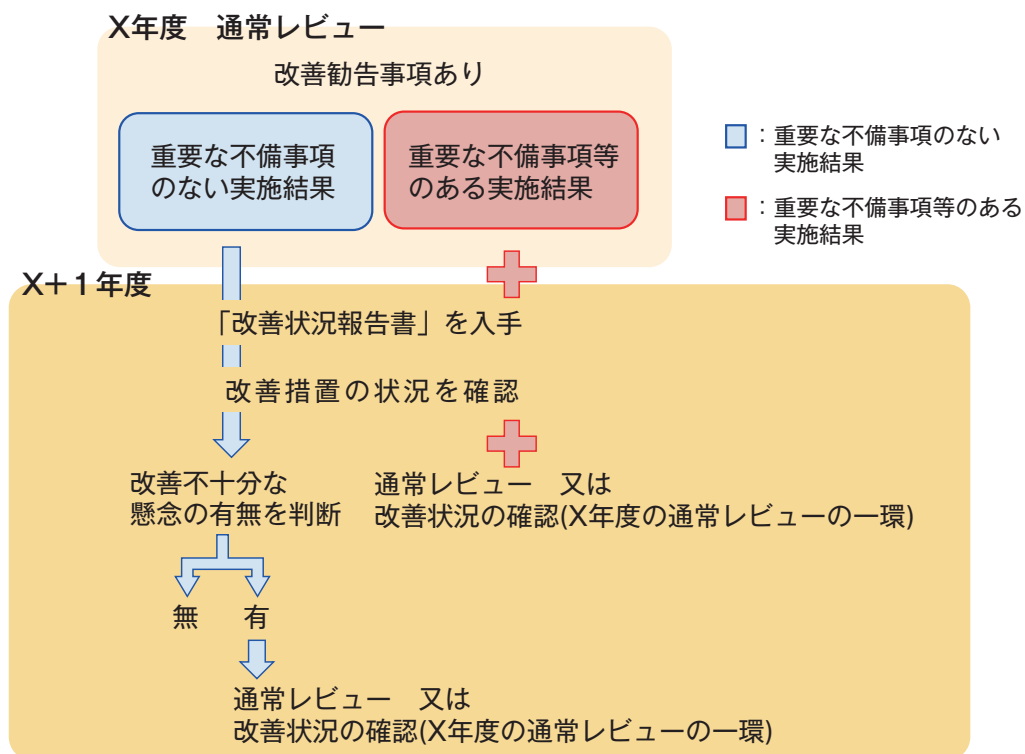 X年度　通常レビュー
改善勧告事項あり
重要な不備事項
のない実施結果
重要な不備事項等
のある実施結果
：重要な不備事項のない
実施結果
：重要な不備事項等のある
実施結果
X＋１年度
「改善状況報告書」を入手
改善措置の状況を確認
改善不十分な
懸念の有無を判断
通常レビュー　又は
改善状況の確認(X年度の通常レビューの一環)
無
有
通常レビュー　又は
改善状況の確認(X年度の通常レビューの一環)